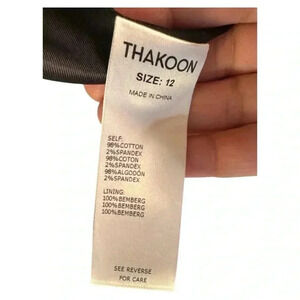 THAKOON
SIZE: 12
MADE IN CHINA
SELF:
98%COTTON
2%SPANDEX
98%COTON
2%SPANDEX
98%ALGODÓN
2%SPANDEX
LINING:
100%BEMBERG
100%BEMBERG
100%BEMBERG
SEE REVERSE
FOR CARE